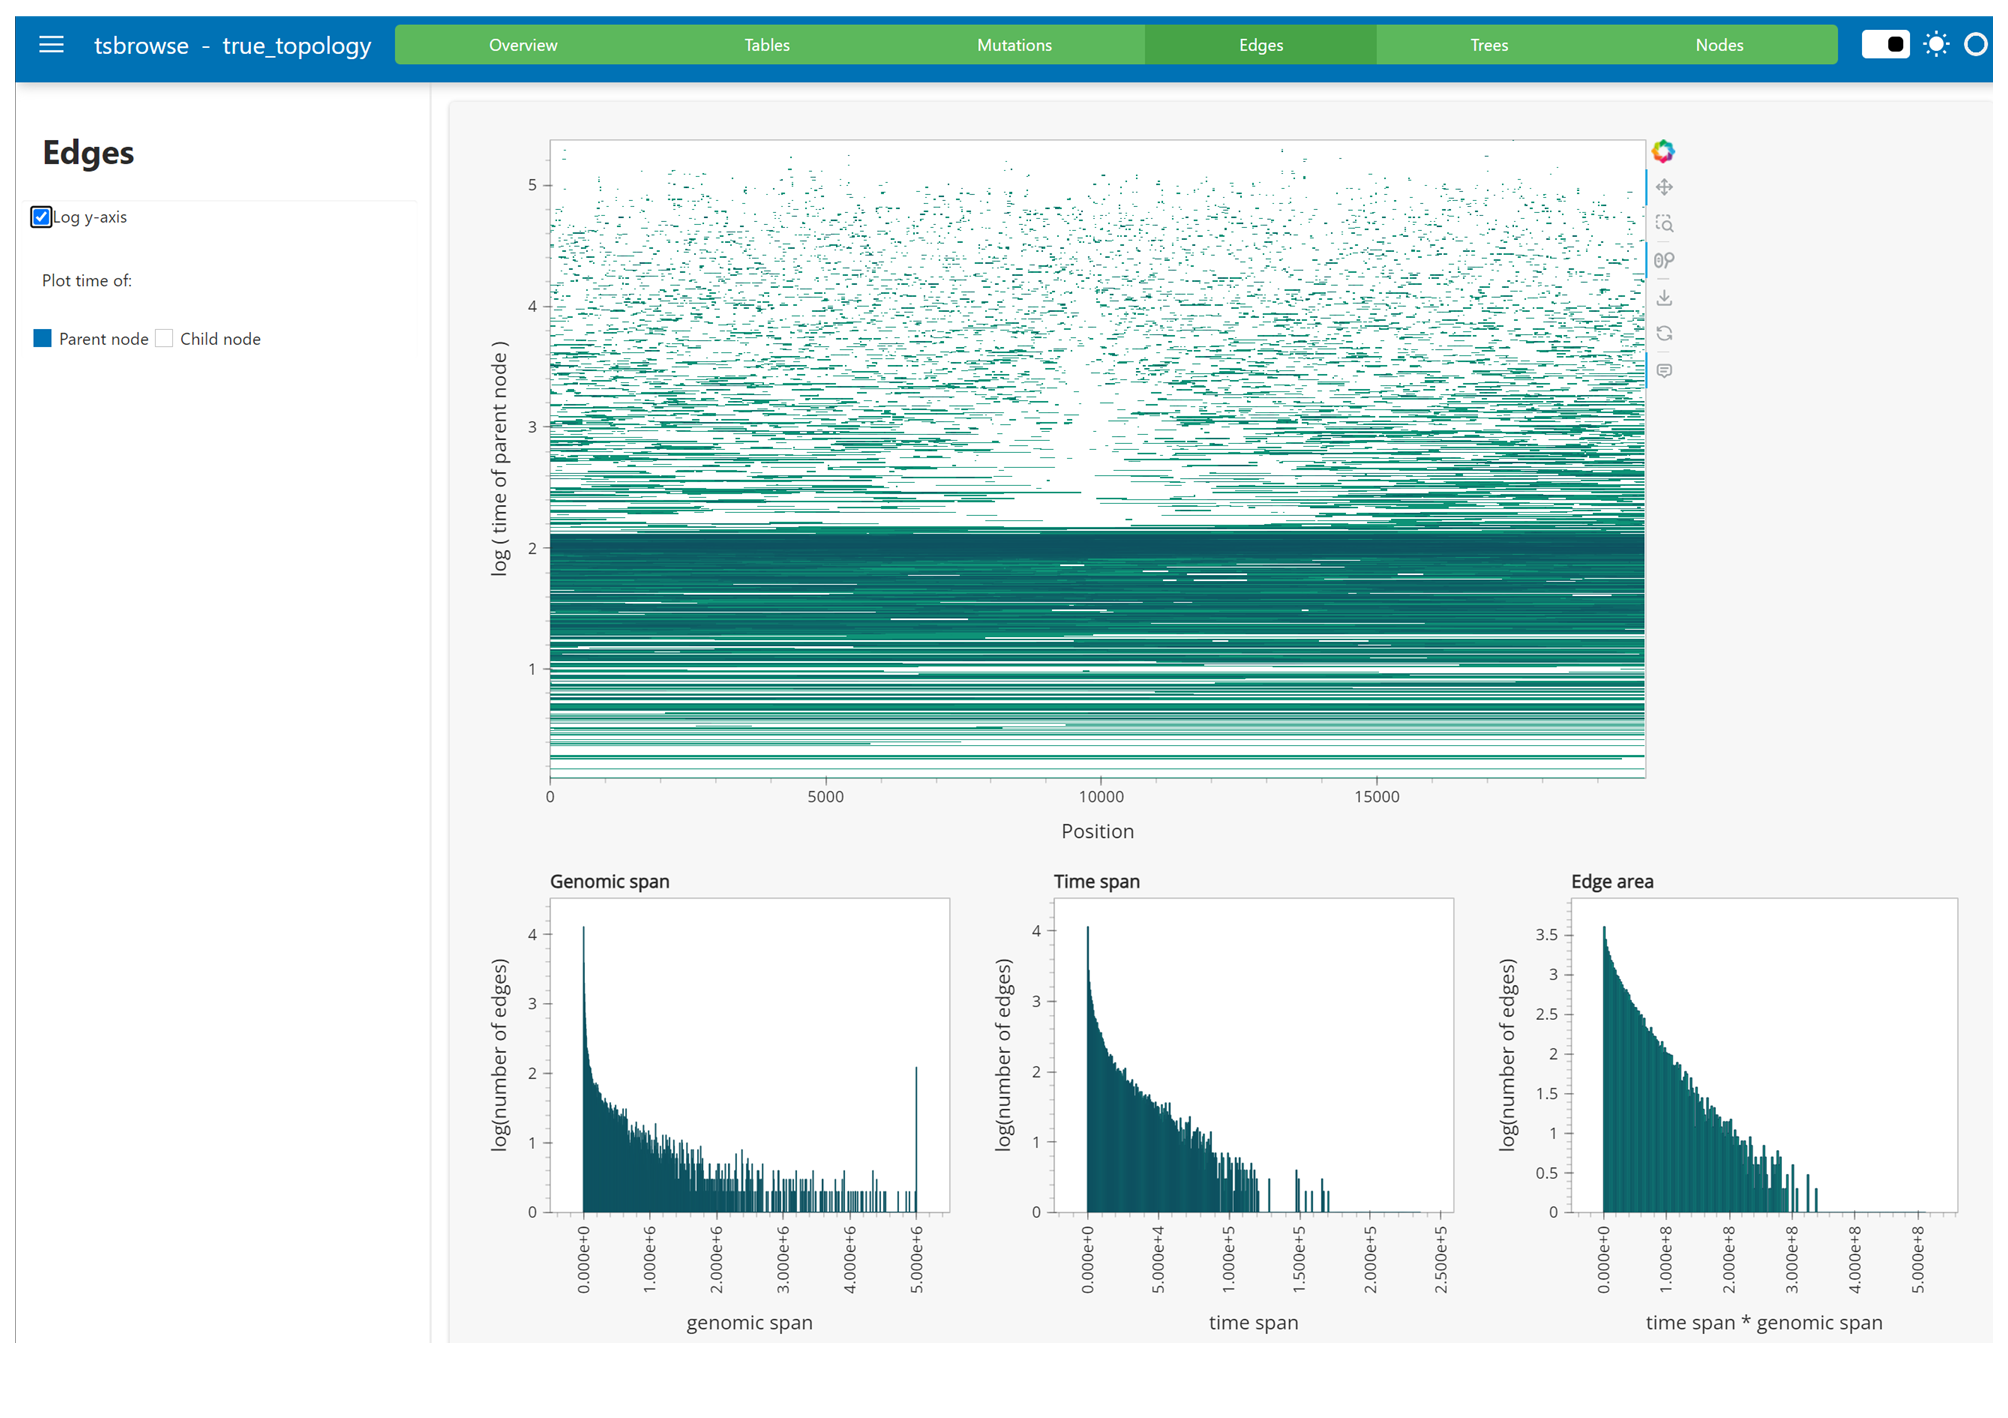 tsbrowse - true_topology
Overview
Tables
Mutations
Edges
Trees
Nodes
Edges
Log y-axis
Plot time of:
Parent node
Child node
log ( time of parent node )
5
4
3
2
1
0
5000
10000
15000
Position
Genomic span
log(number of edges)
4
3
2
1
0
0.000e+0
1.000e+6
2.000e+6
3.000e+6
4.000e+6
5.000e+6
genomic span
Time span
log(number of edges)
4
3
2
1
0
0.000e+0
5.000e+4
1.000e+5
1.500e+5
2.000e+5
2.500e+5
time span
Edge area
log(number of edges)
3.5
3
2.5
2
1.5
1
0.5
0
0.000e+0
1.000e+8
2.000e+8
3.000e+8
4.000e+8
5.000e+8
time span * genomic span